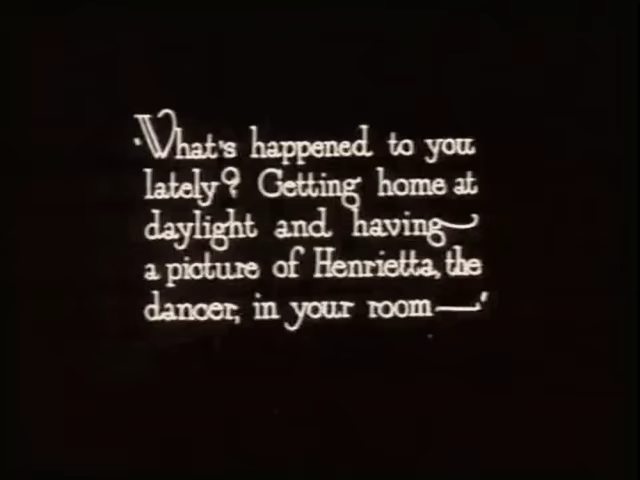 'What's happened to you
lately? Getting home at
daylight and having
a picture of Henrietta, the
dancer, in your room—'